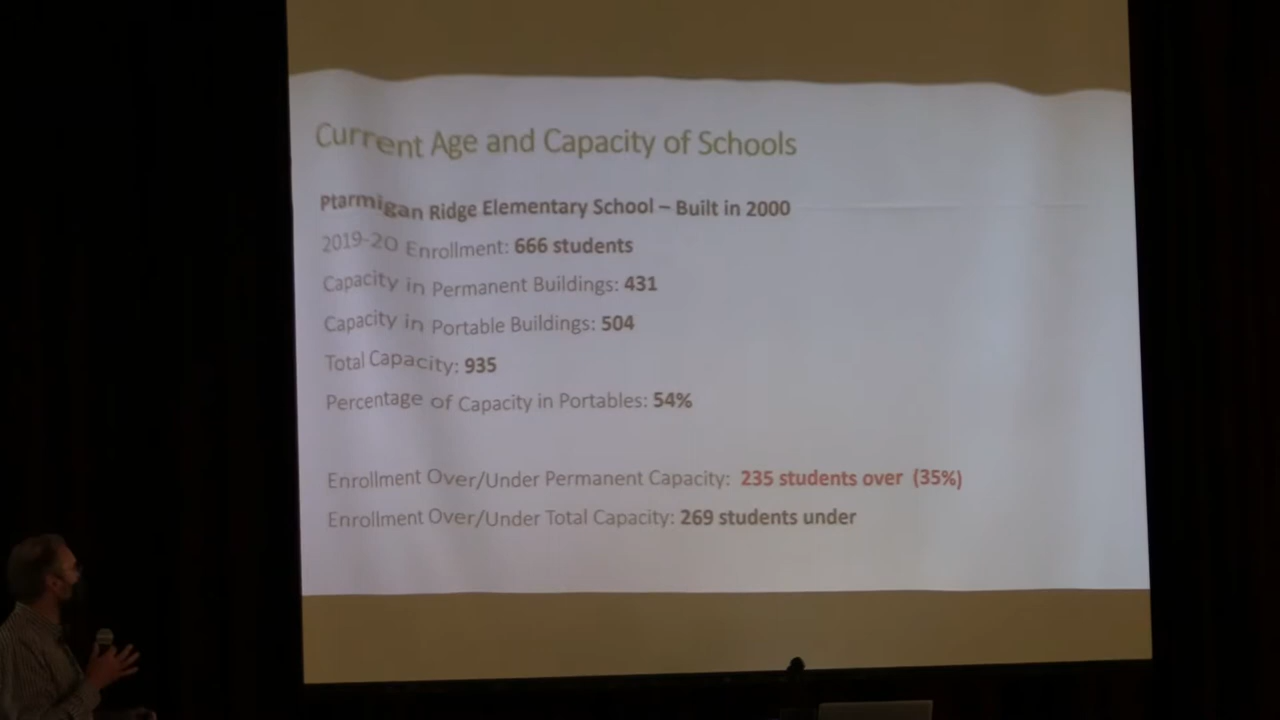 Current Age and Capacity of Schools
Ptarmigan Ridge Elementary School – Built in 2000
2019-20 Enrollment: 666 students
Capacity in Permanent Buildings: 431
Capacity in Portable Buildings: 504
Total Capacity: 935
Percentage of Capacity in Portables: 54%
Enrollment Over/Under Permanent Capacity: 235 students over (35%)
Enrollment Over/Under Total Capacity: 269 students under